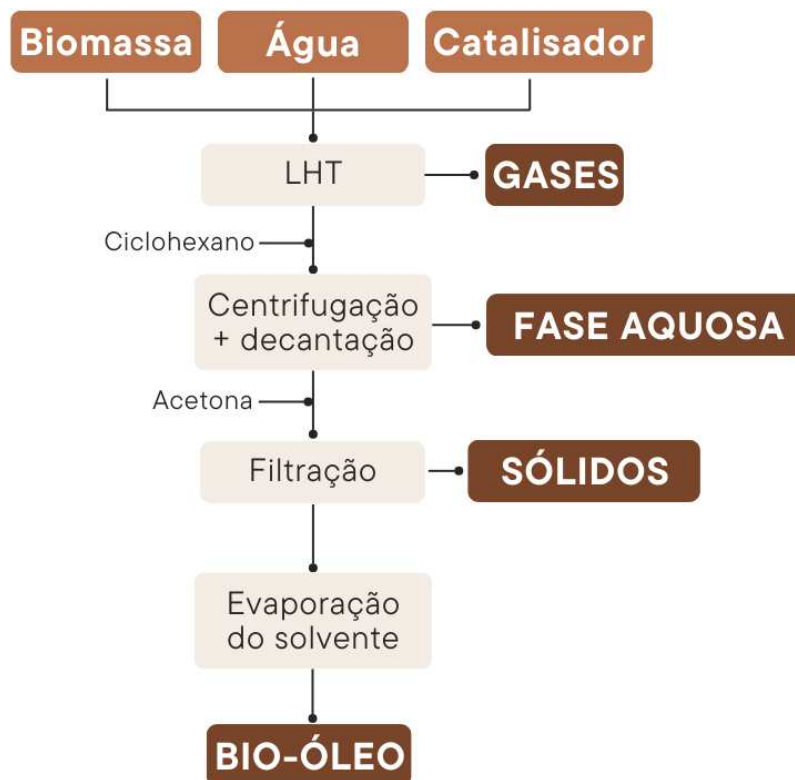 Biomassa
Água
Catalisador
LHT
GASES
Ciclohexano
Centrifugação
+ decantação
FASE AQUOSA
Acetona
Filtração
SÓLIDOS
Evaporação
do solvente
BIO-ÓLEO